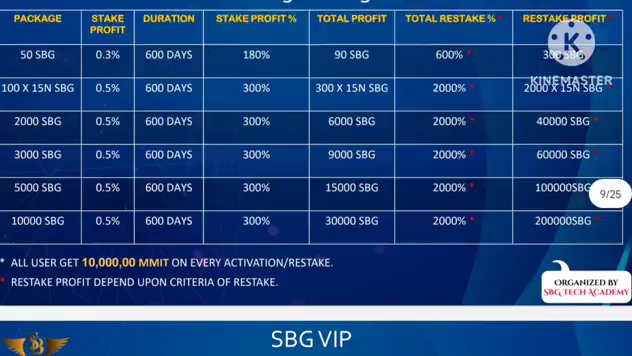 PACKAGE STAKE PROFIT DURATION STAKE PROFIT % TOTAL PROFIT TOTAL RESTAKE % * RESTAKE PROFIT *
50 SBG 0.3% 600 DAYS 180% 90 SBG 600% * 300 SBG
100 X 15N SBG 0.5% 600 DAYS 300% 300 X 15N SBG 2000% * 2000 X 15N SBG *
2000 SBG 0.5% 600 DAYS 300% 6000 SBG 2000% * 40000 SBG *
3000 SBG 0.5% 600 DAYS 300% 9000 SBG 2000% * 60000 SBG *
5000 SBG 0.5% 600 DAYS 300% 15000 SBG 2000% * 100000SBG
10000 SBG 0.5% 600 DAYS 300% 30000 SBG 2000% * 200000SBG *
K
KINEMASTER
9/25
* ALL USER GET 10,000,00 MMIT ON EVERY ACTIVATION/RESTAKE.
* RESTAKE PROFIT DEPEND UPON CRITERIA OF RESTAKE.
ORGANIZED BY
SBG TECH ACADEMY
SBG VIP